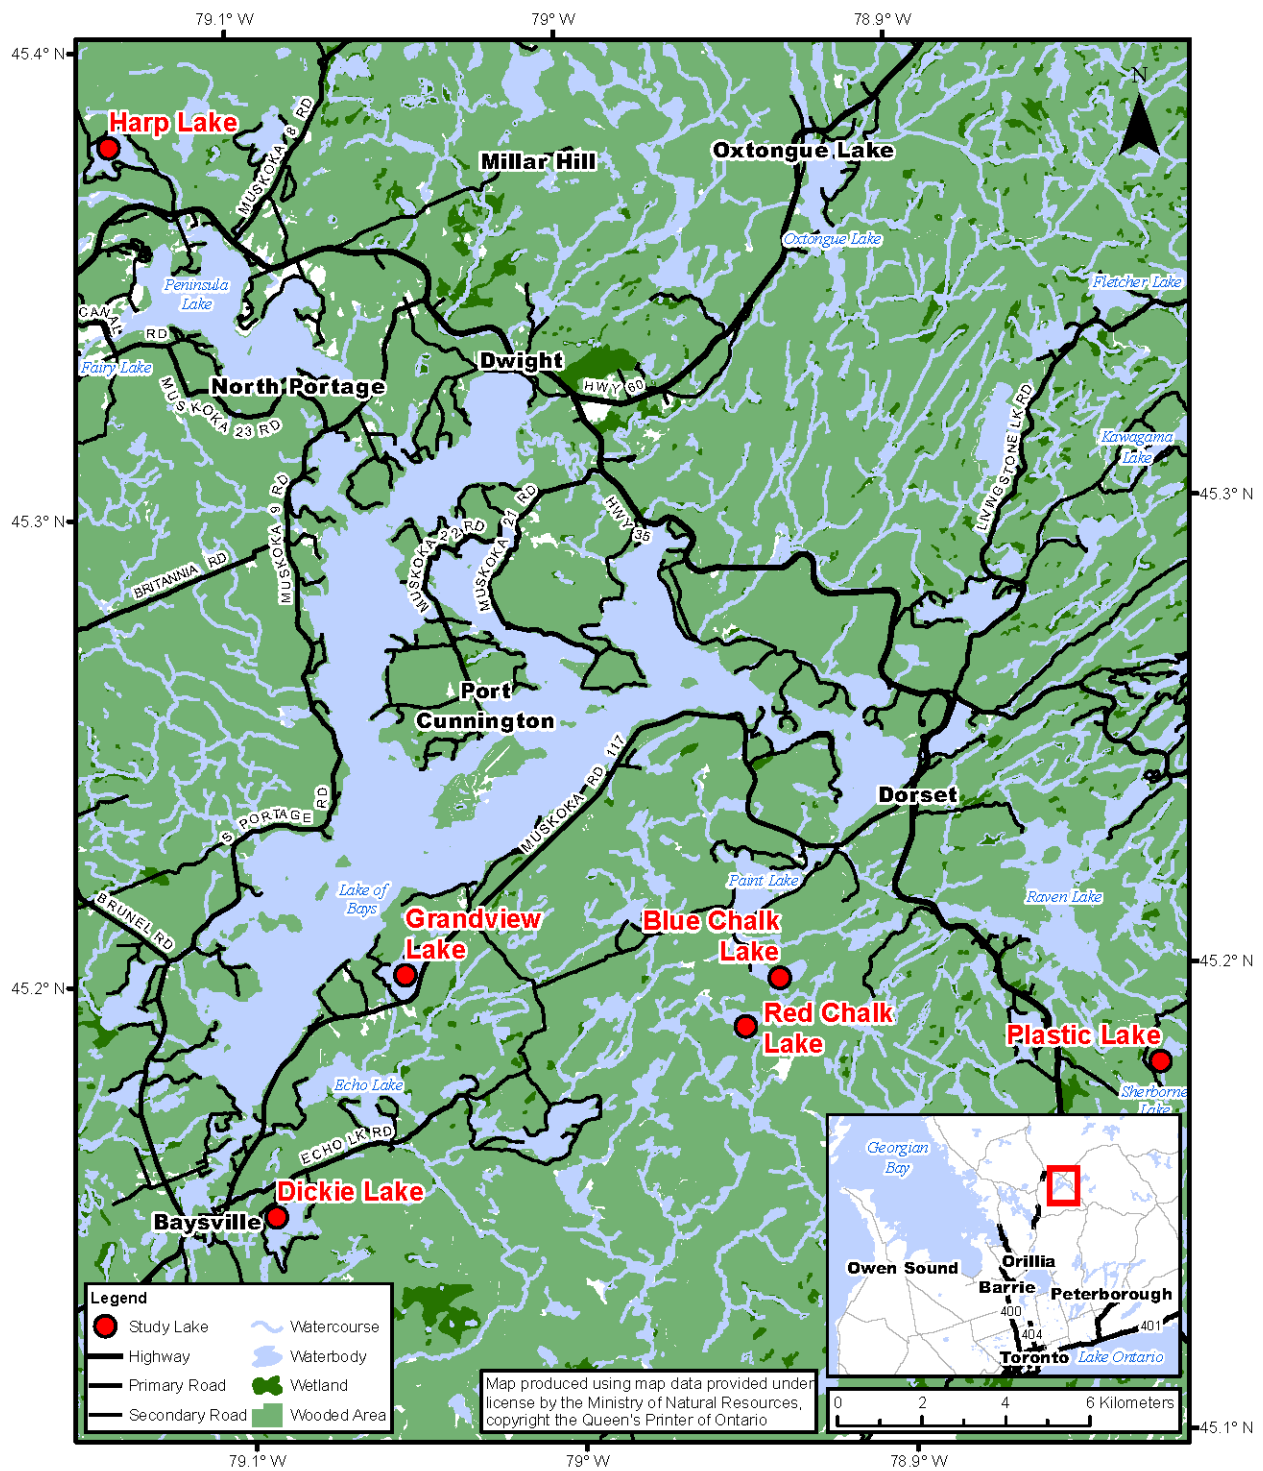 79.1° W
79° W
78.9° W
45.4° N
N
Harp Lake
MUSKOKA 8 RD
Millar Hill
Oxtongue Lake
Oxtongue Lake
Peninsula
Lake
Fletcher Lake
CANAL RD
Fairy Lake
Dwight
HWY 60
North Portage
MUSKOKA 23 RD
LIVINGSTONE LK RD
Kawagama
Lake
45.3° N
45.3° N
MUSKOKA 9 RD
MUSKOKA 22 RD
MUSKOKA 21 RD
HWY 35
BRITANNIA RD
Port
Cunnington
MUSKOKA RD 117
Dorset
S PORTAGE RD
Paint Lake
Lake of
Bays
Raven Lake
BRUNEL RD
Grandview
Lake
Blue Chalk
Lake
45.2° N
45.2° N
Red Chalk
Lake
Plastic Lake
Echo Lake
Sherborne
Lake
ECHO LK RD
Dickie Lake
Baysville
Georgian
Bay
Owen Sound
Orillia
Barrie
Peterborough
400
404
401
Toronto
Lake Ontario
Legend
Study Lake
Highway
Primary Road
Secondary Road
Watercourse
Waterbody
Wetland
Wooded Area
Map produced using map data provided under
license by the Ministry of Natural Resources,
copyright the Queen's Printer of Ontario
0 2 4 6 Kilometers
45.1° N
79.1° W
79° W
78.9° W